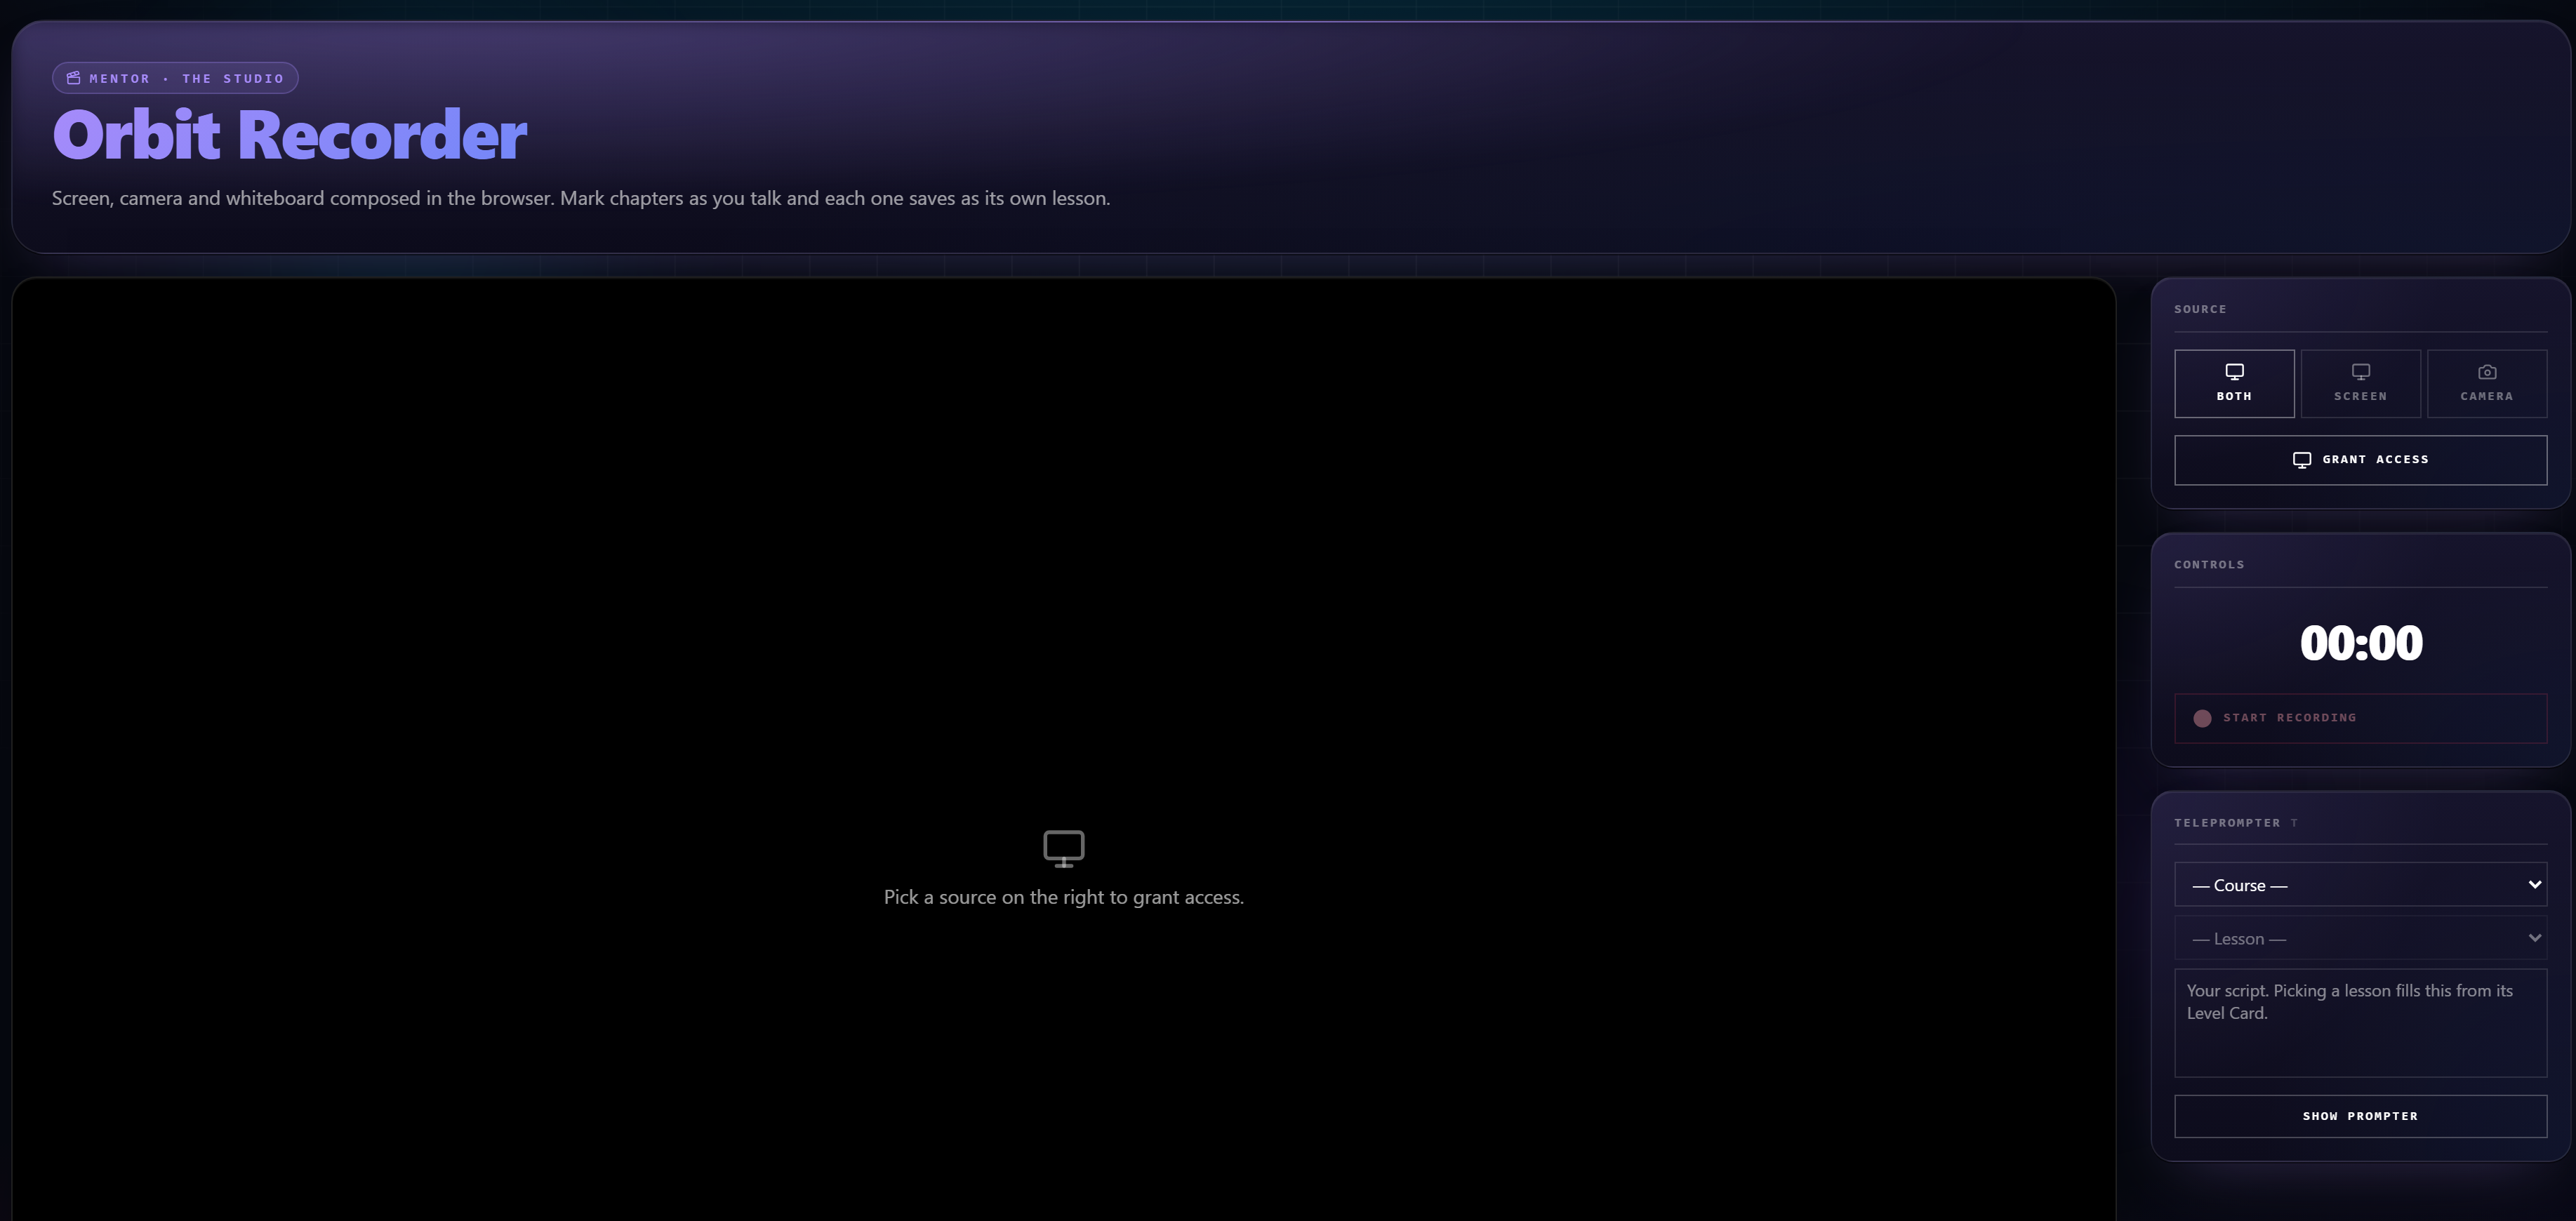 MENTOR · THE STUDIO
Orbit Recorder
Screen, camera and whiteboard composed in the browser. Mark chapters as you talk and each one saves as its own lesson.
Pick a source on the right to grant access.
SOURCE
BOTH
SCREEN
CAMERA
GRANT ACCESS
CONTROLS
00:00
START RECORDING
TELEPROMPTER T
— Course —
— Lesson —
Your script. Picking a lesson fills this from its
Level Card.
SHOW PROMPTER